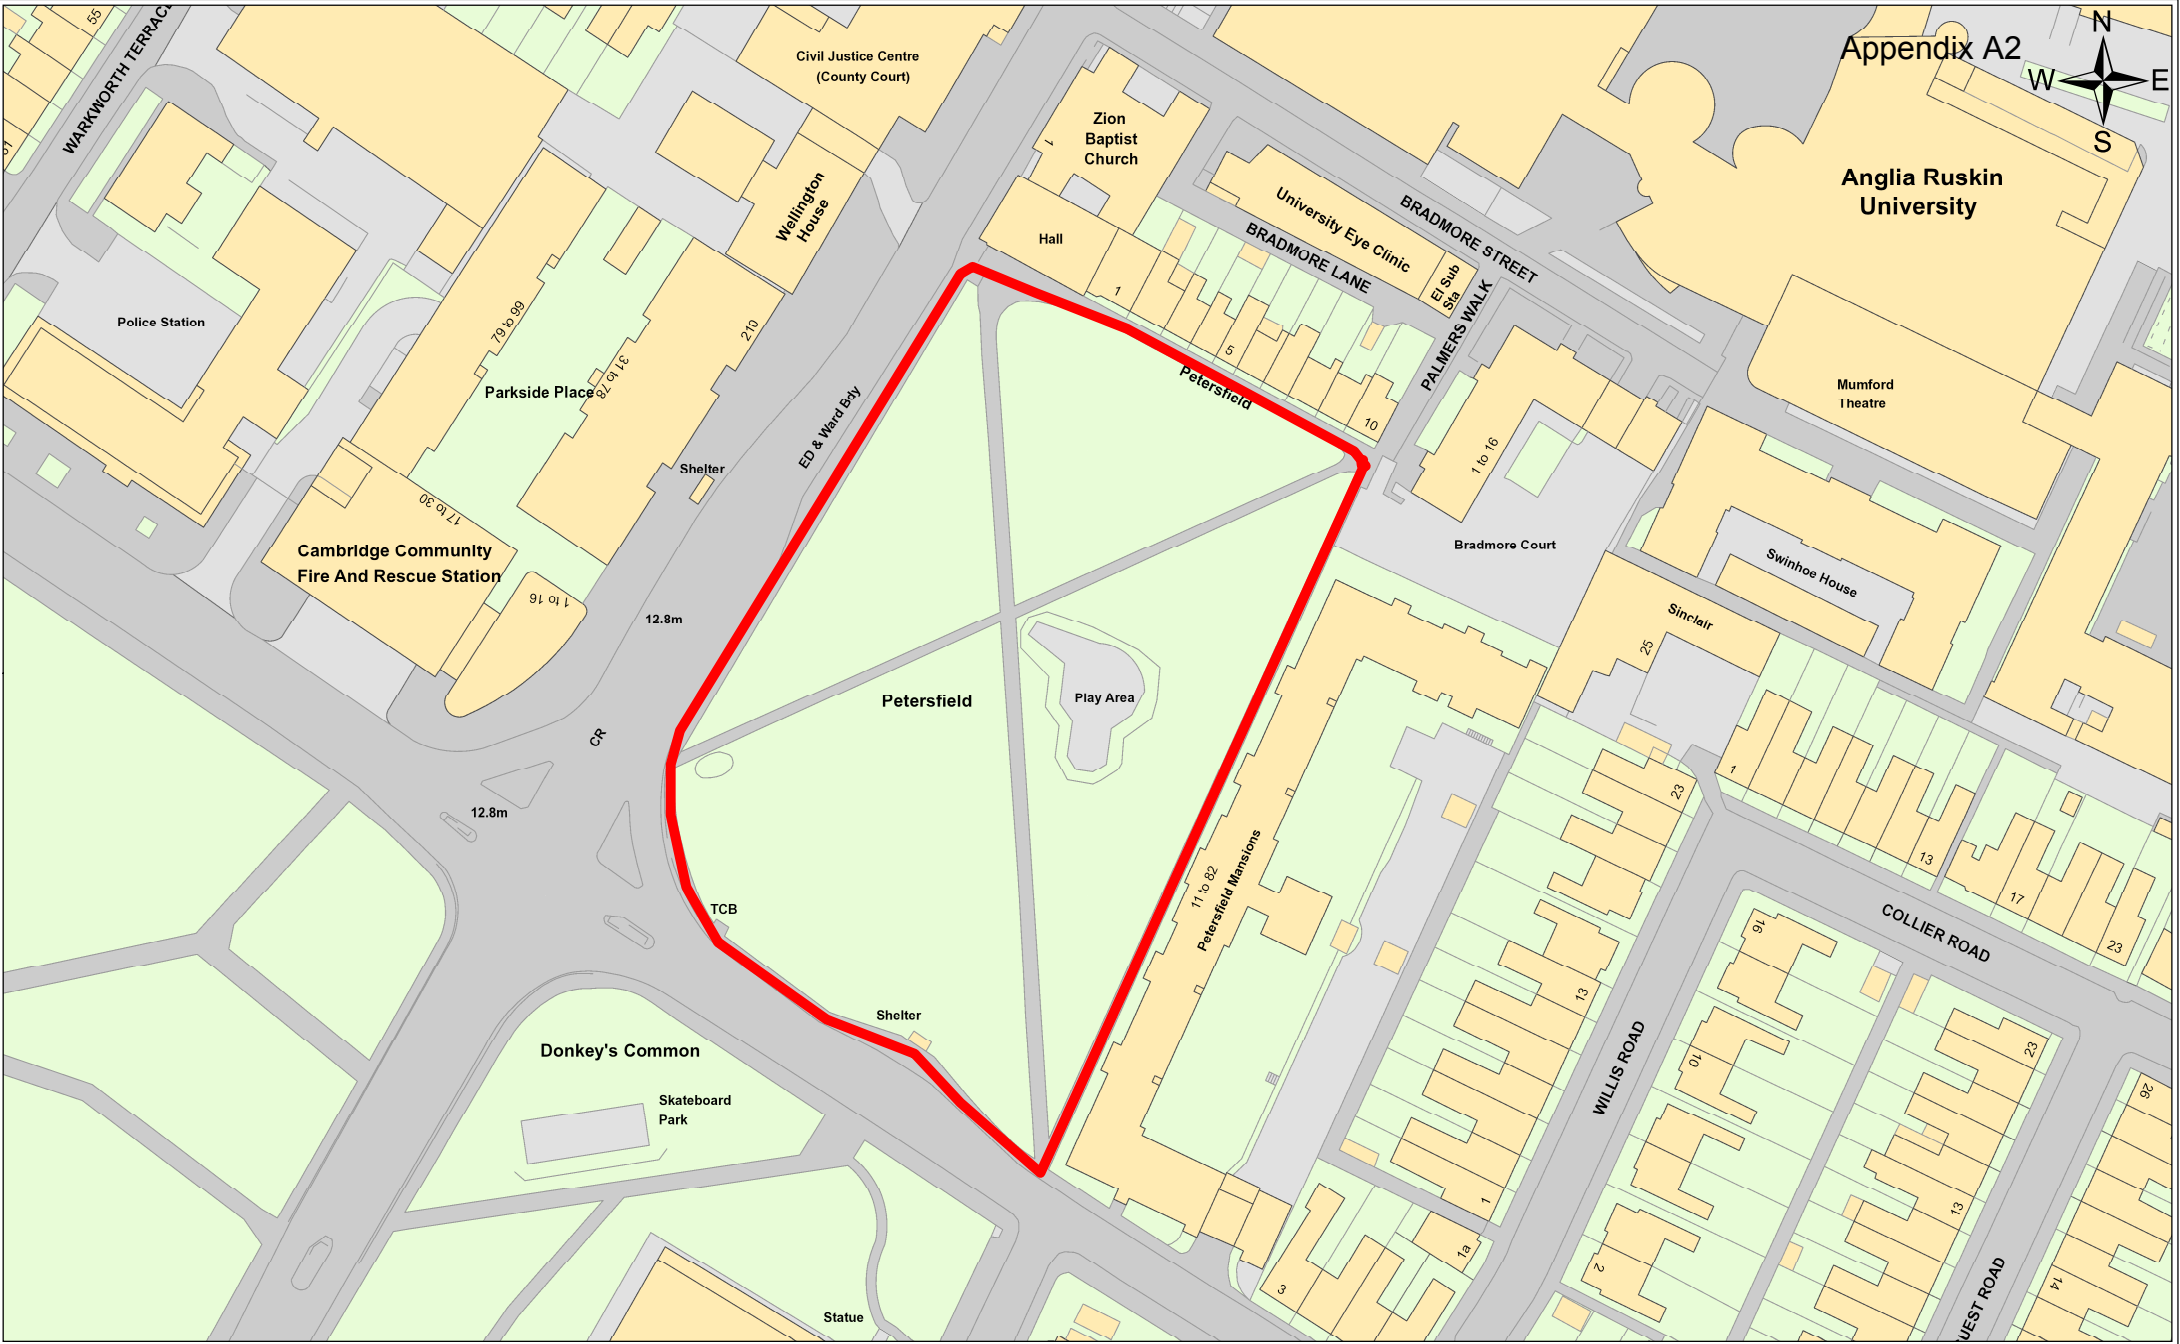 Appendix A2
N
W E
S
55
61
WARKWORTH TERRACE
Civil Justice Centre
(County Court)
Zion
Baptist
Church
1
Anglia Ruskin
University
Wellington
House
Hall
University Eye Clinic
BRADMORE STREET
BRADMORE LANE
El Sub
Sta
PALMERS WALK
1
5
10
Petersfield
Police Station
79 to 99
Parkside Place
31 to 78
210
ED & Ward Bdy
Shelter
Mumford
Theatre
1 to 16
Bradmore Court
Swinhoe House
Sinclair
25
17 to 30
Cambridge Community
Fire And Rescue Station
1 to 16
12.8m
CR
12.8m
Petersfield
Play Area
11 to 82
Petersfield Mansions
TCB
Shelter
Donkey's Common
Skateboard
Park
Statue
23
13
1
1a
3
WILLIS ROAD
1
13
17
23
COLLIER ROAD
16
10
2
23
13
26
14
GUEST ROAD